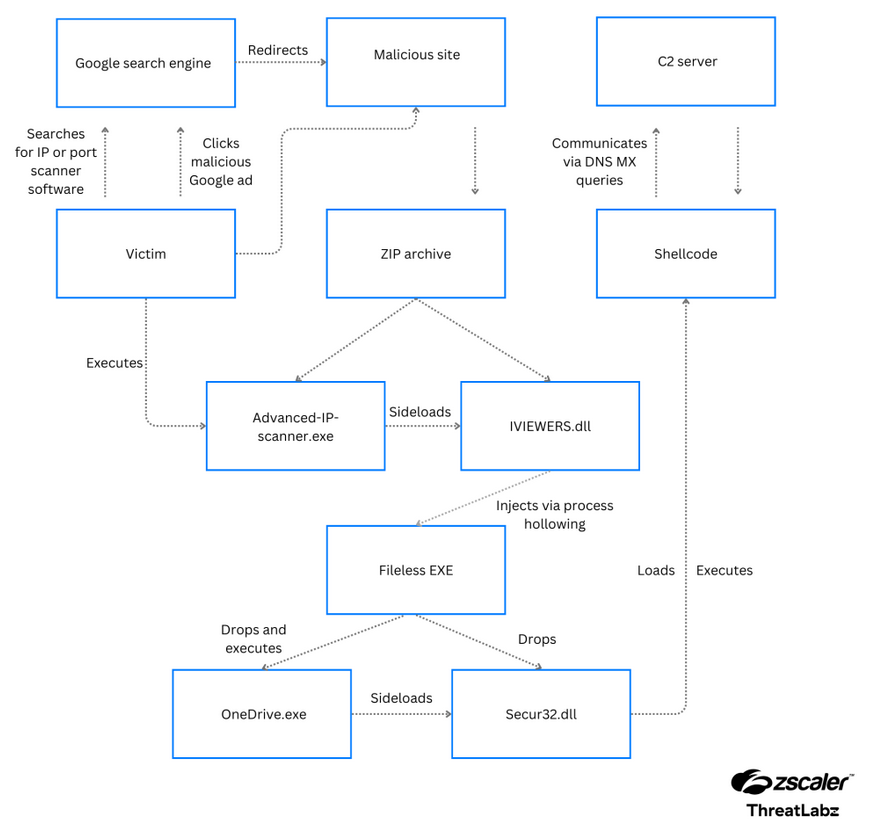 Google search engine
Redirects
Malicious site
C2 server
Searches
for IP or port
scanner
software
Clicks
malicious
Google ad
Communicates
via DNS MX
queries
Victim
ZIP archive
Shellcode
Executes
Advanced-IP-
scanner.exe
Sideloads
IVIEWERS.dll
Injects via process
hollowing
Fileless EXE
Loads
Executes
Drops and
executes
Drops
OneDrive.exe
Sideloads
Secur32.dll
zscaler™
ThreatLabz